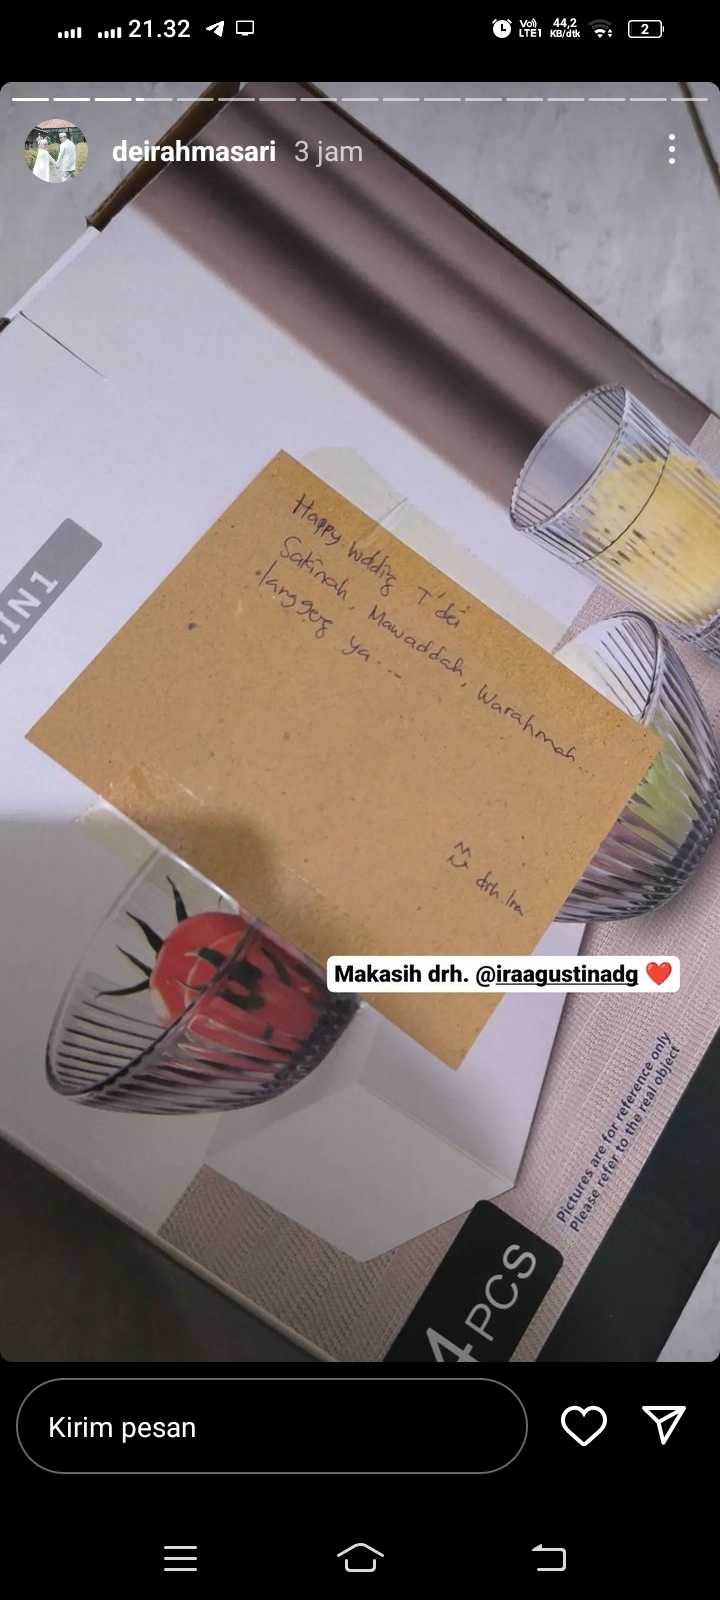 21.32
Vo))
LTE1
44,2
KB/dtk
2
deirahmasari 3 jam
IN1
Happy Wddig T'dei
Sakinah, Mawaddah, Warahmah...
langgeg ya...
drh.Ira
Makasih drh. @iraagustinadg ❤️
Pictures are for reference only
Please refer to the real object
4 PCS
Kirim pesan